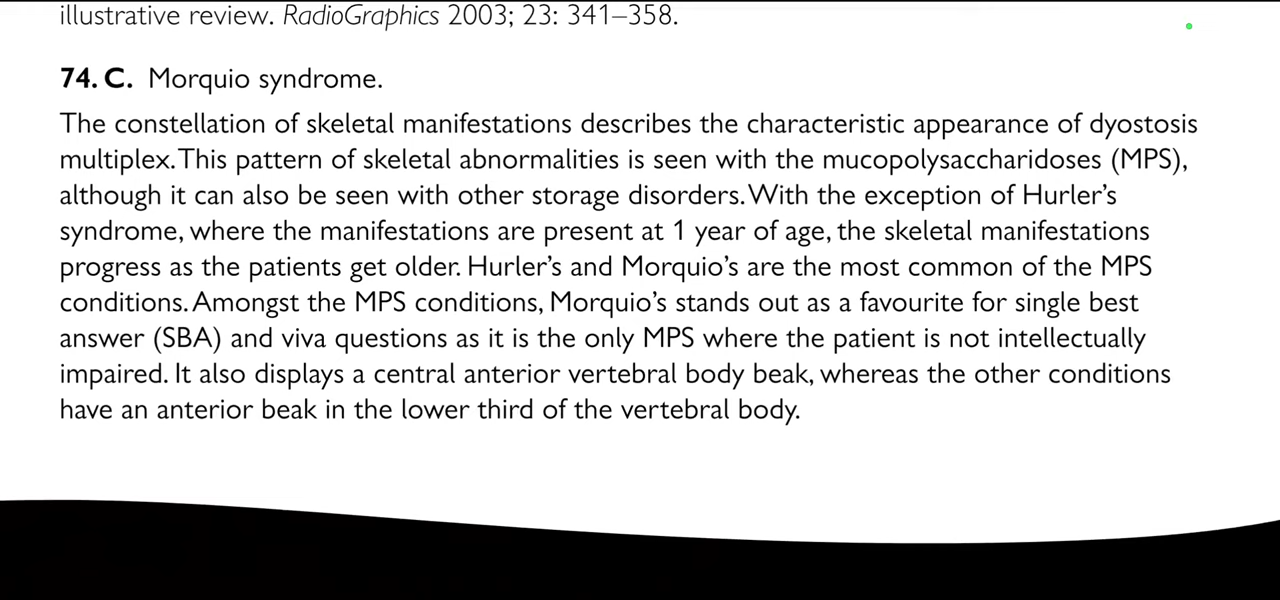 illustrative review. RadioGraphics 2003; 23: 341–358.
74. C. Morquio syndrome.
The constellation of skeletal manifestations describes the characteristic appearance of dyostosis
multiplex. This pattern of skeletal abnormalities is seen with the mucopolysaccharidoses (MPS),
although it can also be seen with other storage disorders. With the exception of Hurler’s
syndrome, where the manifestations are present at 1 year of age, the skeletal manifestations
progress as the patients get older. Hurler’s and Morquio’s are the most common of the MPS
conditions. Amongst the MPS conditions, Morquio’s stands out as a favourite for single best
answer (SBA) and viva questions as it is the only MPS where the patient is not intellectually
impaired. It also displays a central anterior vertebral body beak, whereas the other conditions
have an anterior beak in the lower third of the vertebral body.